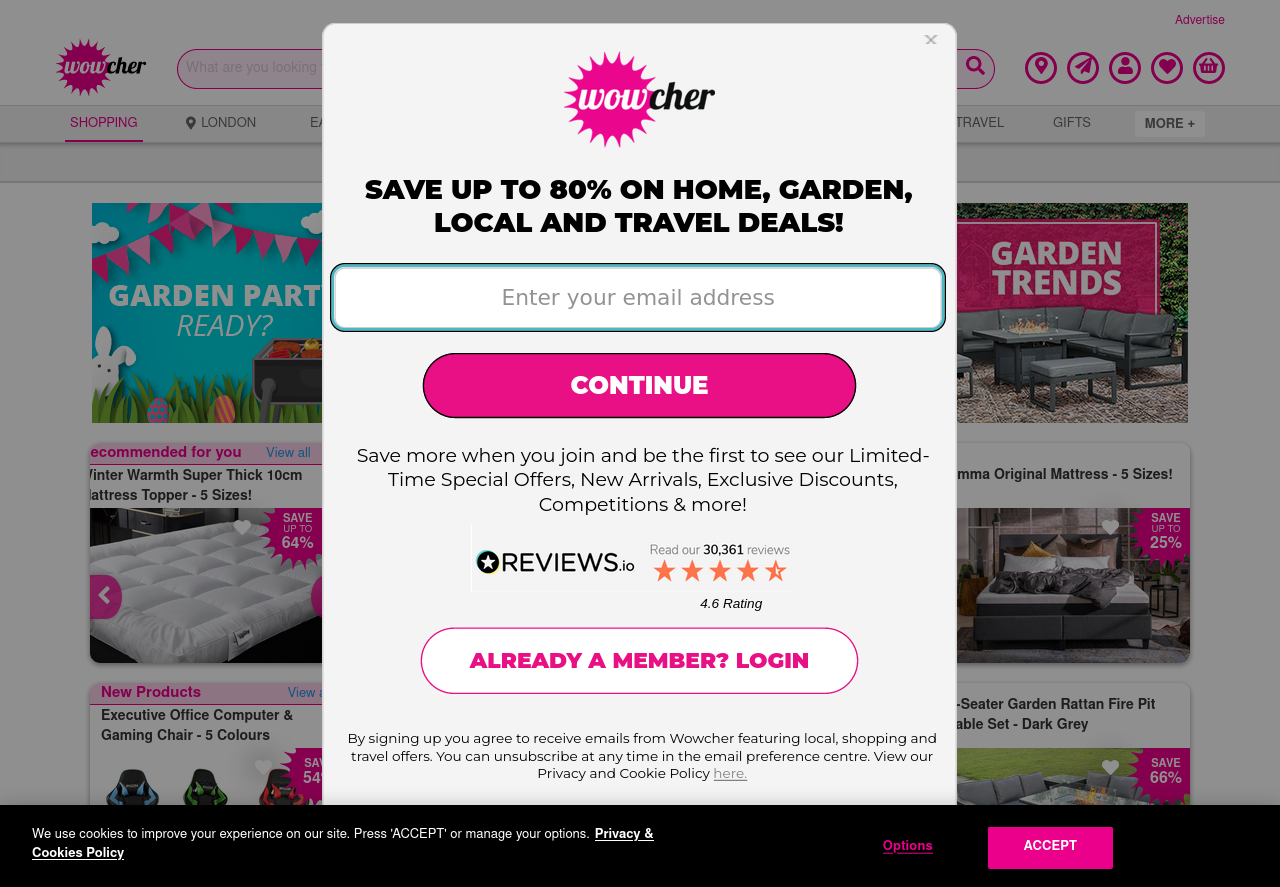 Advertise
wowcher
What are you looking
SHOPPING
LONDON
EA
TRAVEL
GIFTS
MORE +
x
wowcher
SAVE UP TO 80% ON HOME, GARDEN,
LOCAL AND TRAVEL DEALS!
Enter your email address
CONTINUE
Save more when you join and be the first to see our Limited-
Time Special Offers, New Arrivals, Exclusive Discounts,
Competitions & more!
REVIEWS.io
Read our 30,361 reviews
4.6 Rating
ALREADY A MEMBER? LOGIN
By signing up you agree to receive emails from Wowcher featuring local, shopping and
travel offers. You can unsubscribe at any time in the email preference centre. View our
Privacy and Cookie Policy here.
GARDEN PART
READY?
GARDEN
TRENDS
ecommended for you
View all
Vinter Warmth Super Thick 10cm
lattress Topper - 5 Sizes!
SAVE
UP TO
64%
mma Original Mattress - 5 Sizes!
SAVE
UP TO
25%
New Products
View a
Executive Office Computer &
Gaming Chair - 5 Colours
SAV
54%
-Seater Garden Rattan Fire Pit
able Set - Dark Grey
SAVE
66%
We use cookies to improve your experience on our site. Press 'ACCEPT' or manage your options. Privacy &
Cookies Policy
Options
ACCEPT